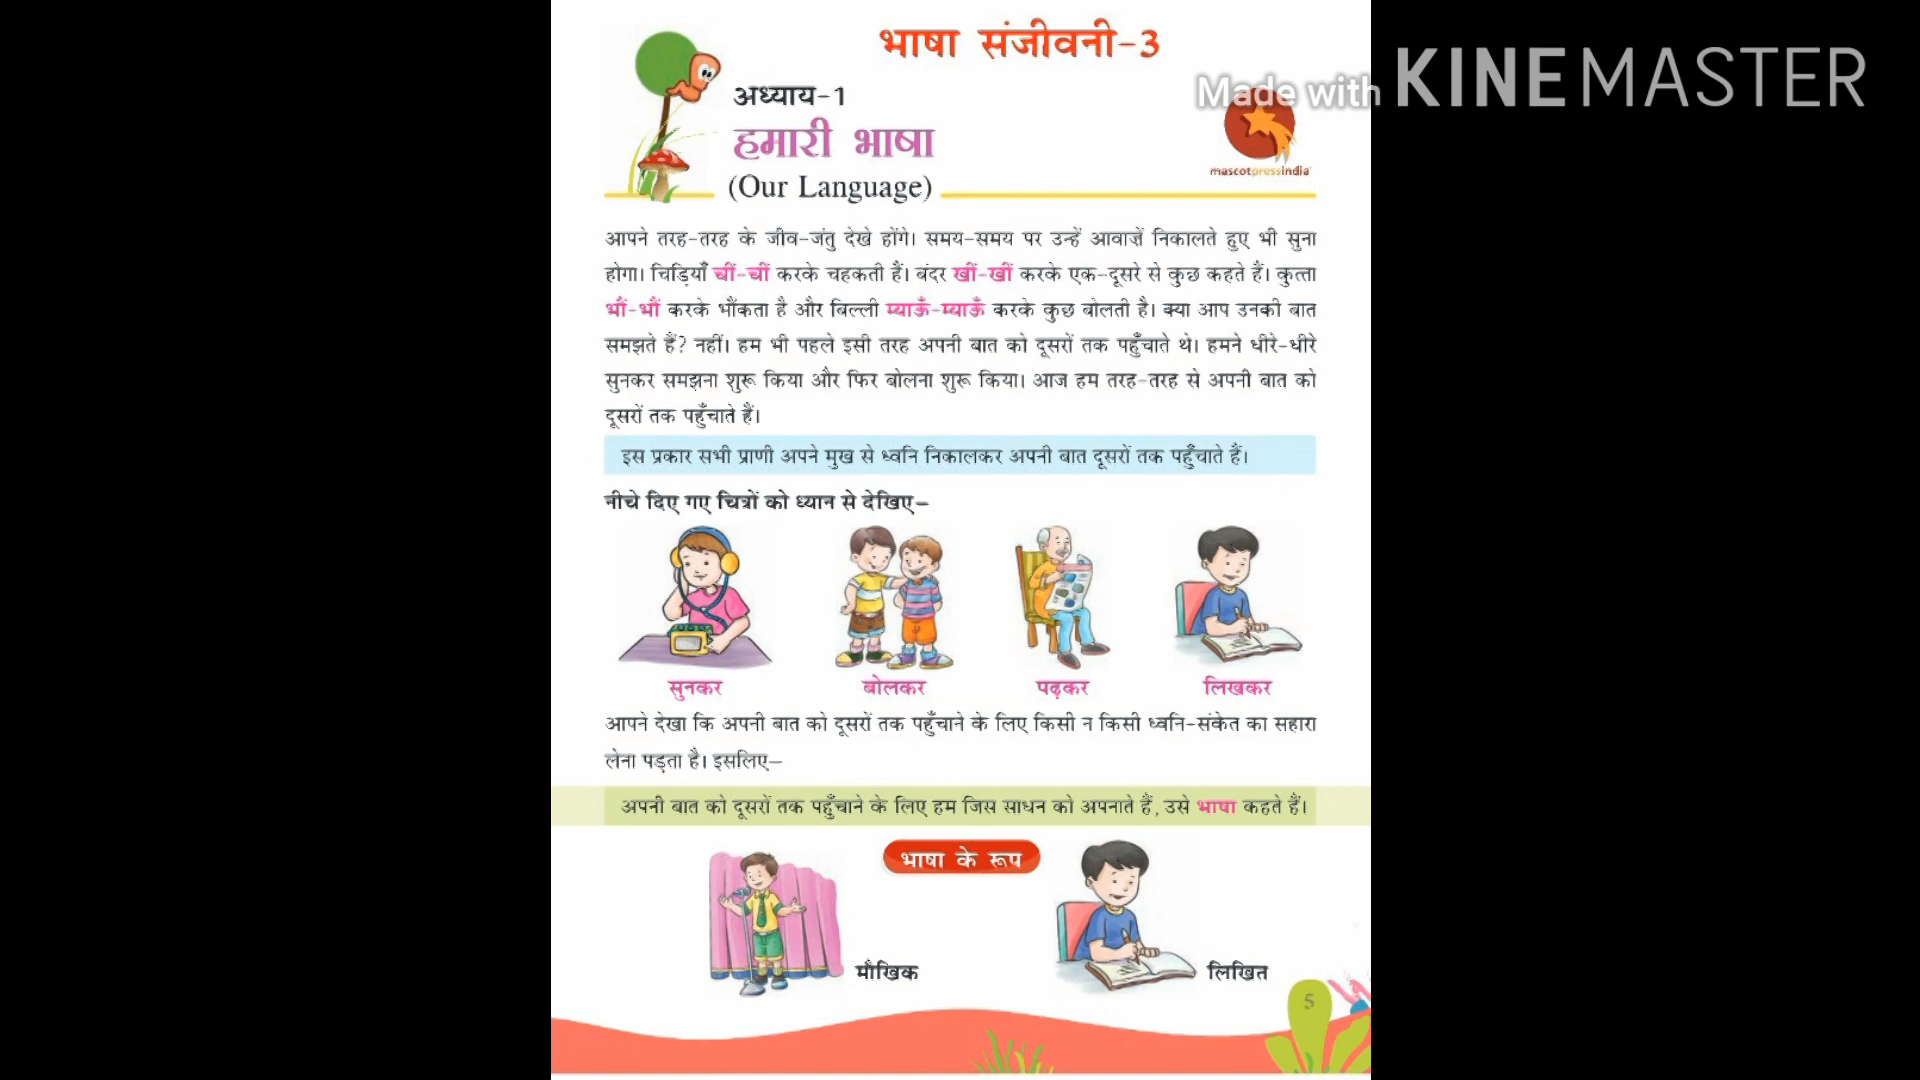 भाषा संजीवनी-3
Made with KINEMASTER
अध्याय-1
हमारी भाषा
mascotpressindia
(Our Language)
आपने तरह-तरह के जीव-जंतु देखे होंगे। समय-समय पर उन्हें आवाज़ें निकालते हुए भी सुना
होगा। चिड़ियाँ चीं-चीं करके चहकती हैं। बंदर खीं-खीं करके एक-दूसरे से कुछ कहते हैं। कुत्ता
भौं-भौं करके भौंकता है और बिल्ली म्याऊँ-म्याऊँ करके कुछ बोलती है। क्या आप उनकी बात
समझते हैं? नहीं। हम भी पहले इसी तरह अपनी बात को दूसरों तक पहुँचाते थे। हमने धीरे-धीरे
सुनकर समझना शुरू किया और फिर बोलना शुरू किया। आज हम तरह-तरह से अपनी बात को
दूसरों तक पहुँचाते हैं।
इस प्रकार सभी प्राणी अपने मुख से ध्वनि निकालकर अपनी बात दूसरों तक पहुँचाते हैं।
नीचे दिए गए चित्रों को ध्यान से देखिए–
सुनकर बोलकर पढ़कर लिखकर
आपने देखा कि अपनी बात को दूसरों तक पहुँचाने के लिए किसी न किसी ध्वनि-संकेत का सहारा
लेना पड़ता है। इसलिए–
अपनी बात को दूसरों तक पहुँचाने के लिए हम जिस साधन को अपनाते हैं, उसे भाषा कहते हैं।
भाषा के रूप
मौखिक लिखित
5